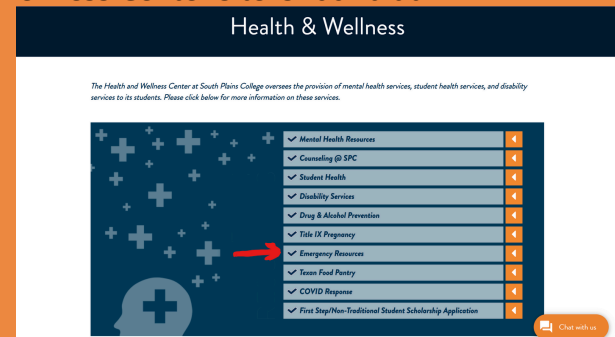 Health & Wellness
The Health and Wellness Center at South Plains College oversees the provision of mental health services, student health services, and disability
services to its students. Please click below for more information on these services.
Mental Health Resources
Counseling @ SPC
Student Health
Disability Services
Drug & Alcohol Prevention
Title IX Pregnancy
Emergency Resources
Texan Food Pantry
COVID Response
First Step/Non-Traditional Student Scholarship Application
Chat with us